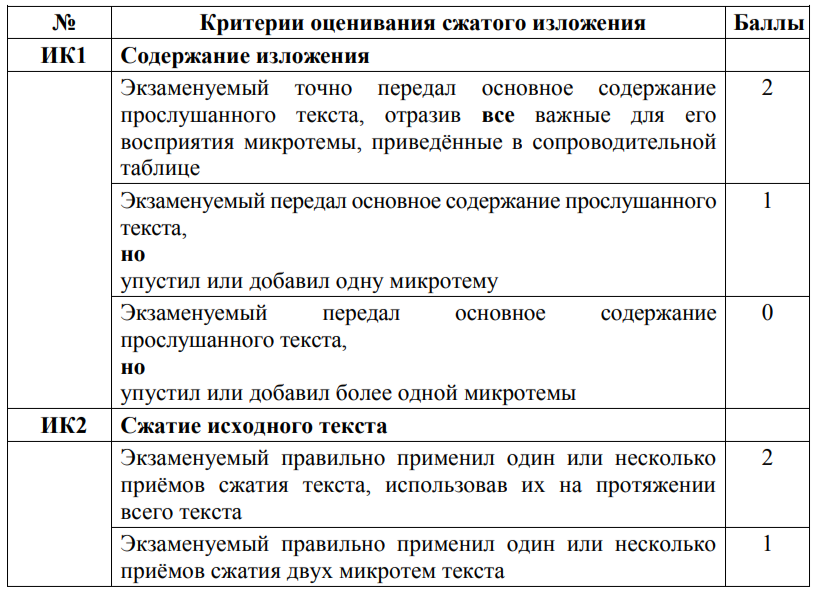 № Критерии оценивания сжатого изложения Баллы
ИК1 Содержание изложения
Экзаменуемый точно передал основное содержание 2
прослушанного текста, отразив все важные для его
восприятия микротемы, приведённые в сопроводительной
таблице
Экзаменуемый передал основное содержание прослушанного 1
текста,
но
упустил или добавил одну микротему
Экзаменуемый передал основное содержание 0
прослушанного текста,
но
упустил или добавил более одной микротемы
ИК2 Сжатие исходного текста
Экзаменуемый правильно применил один или несколько 2
приёмов сжатия текста, использовав их на протяжении
всего текста
Экзаменуемый правильно применил один или несколько 1
приёмов сжатия двух микротем текста